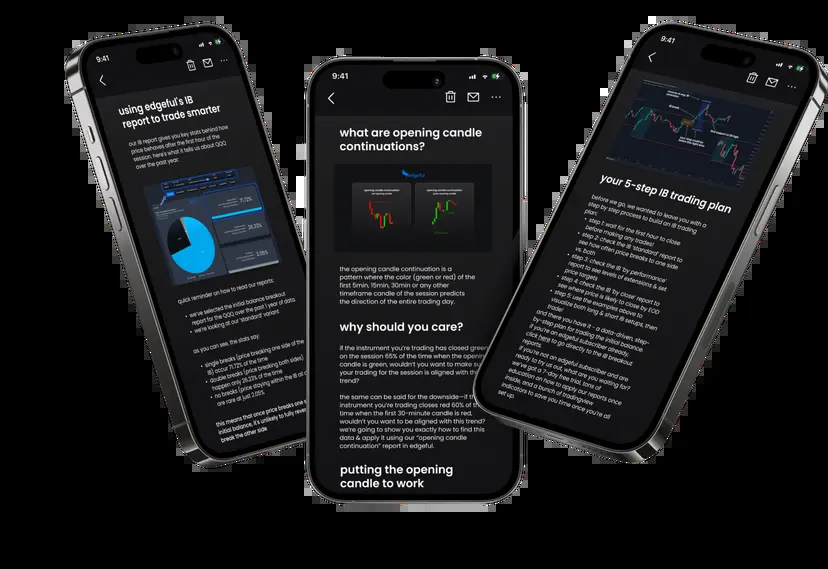 9:41
using edgeful's IB
report to trade smarter
our IB report gives you key stats behind how
price behaves after the first hour of the
session. here's what it tells us about QQQ
over the past year:
71.72%
26.23%
2.05%
quick reminder on how to read our reports:
• we've selected the initial balance breakout
report for the QQQ over the past 1 year of data
• we're looking at our 'standard' variant
as you can see, the stats say:
• single breaks (price breaking one side of the
IB) occur 71.72% of the time
• double breaks (price breaking both sides)
happen only 26.23% of the time
• no breaks (price staying within the IB all
are rare at just 2.05%.
this means that once price breaks one s
initial balance, it's unlikely to fully reve
break the other side
9:41
what are opening candle
continuations?
edgeful
opening candle continuation
opening candle continuation
the opening candle continuation is a
pattern where the color (green or red) of the
first 5min, 15min, 30min or any other
timeframe candle of the session predicts
the direction of the entire trading day.
why should you care?
if the instrument you're trading has closed green
on the session 65% of the time when the opening
candle is green, wouldn't you want to make su
your trading for the session is aligned with the
trend?
the same can be said for the downside—if th
instrument you're trading closes red 60% of the
time when the first 30-minute candle is red,
wouldn't you want to be aligned with this trend?
we're going to show you exactly how to find this
data & apply it using our "opening candle
continuation" report in edgeful.
putting the opening
candle to work
9:41
your 5-step IB trading plan
before we go, we wanted to leave you with a
step by step process to build an IB trading
plan:
• step 1: wait for the first hour to close
before making any trades!
• step 2: check the IB 'standard' report to
see how often price breaks to one side
vs. both
• step 3: check the IB 'by performance'
report to see levels of extensions & set
price targets
• step 4: check the IB 'by close' report to
see where price is likely to close by EOD
• step 5: use the examples above to
visualize both long & short IB setups, then
trade!
and there you have it - a data-driven, step-
by-step plan for trading the initial balance.
if you're an edgeful subscriber already,
click here to go directly to the IB breakout
reports.
if you're not an edgeful subscriber and are
ready to try us out, what are you waiting for?
we've got a 7-day free trial, tons of
education on how to apply our reports once
inside, and a bunch of tradingview
indicators to save you time once you're all
set up.